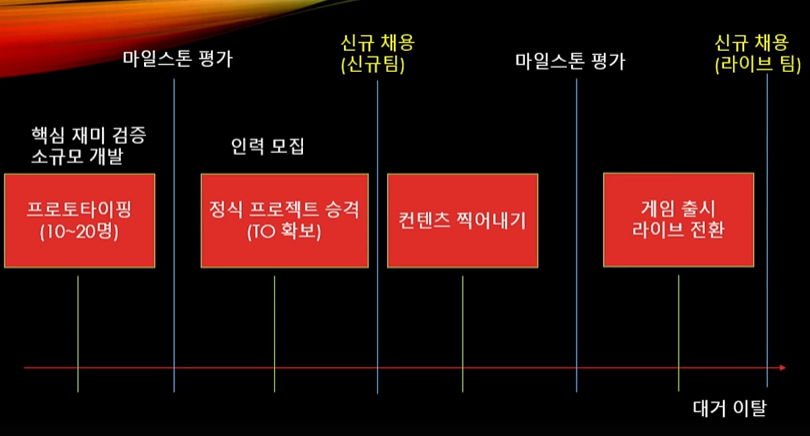 마일스톤 평가
신규 채용
(신규팀)
마일스톤 평가
신규 채용
(라이브 팀)
핵심 재미 검증
소규모 개발
인력 모집
프로토타이핑
(10~20명)
정식 프로젝트 승격
(TO 확보)
컨텐츠 찍어내기
게임 출시
라이브 전환
대거 이탈